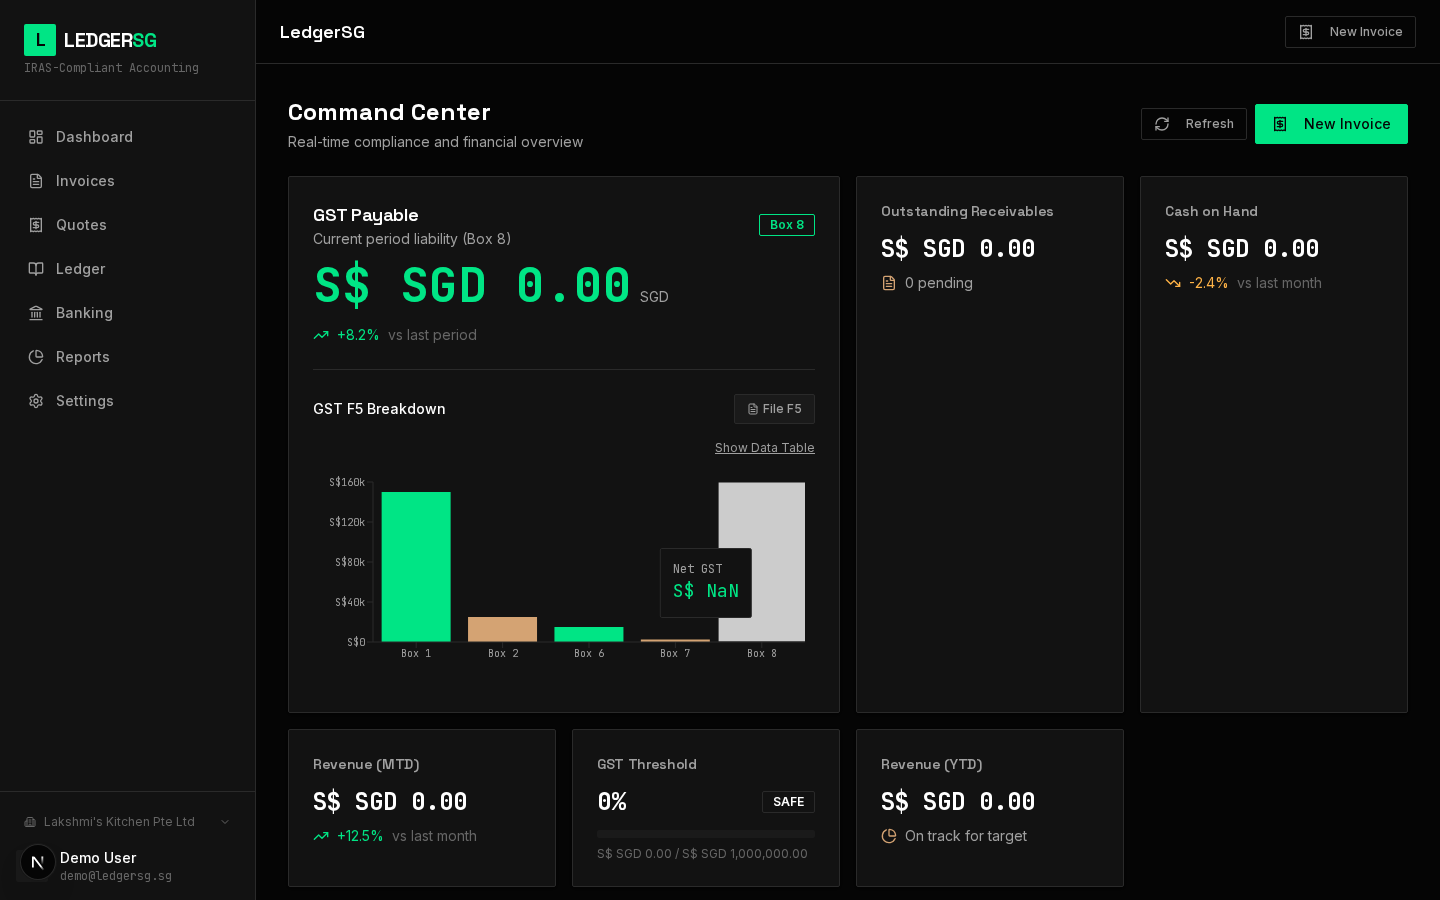 L LEDGERSG
IRAS-Compliant Accounting
Dashboard
Invoices
Quotes
Ledger
Banking
Reports
Settings
Lakshmi's Kitchen Pte Ltd
N
Demo User
demo@ledgersg.sg
LedgerSG
New Invoice
Command Center
Real-time compliance and financial overview
Refresh
New Invoice
GST Payable
Current period liability (Box 8)
Box 8
S$ SGD 0.00 SGD
+8.2% vs last period
GST F5 Breakdown
File F5
Show Data Table
S$160k
S$120k
S$80k
S$40k
S$0
Box 1 Box 2 Box 6 Box 7 Box 8
Net GST
S$ NaN
Outstanding Receivables
S$ SGD 0.00
0 pending
Cash on Hand
S$ SGD 0.00
-2.4% vs last month
Revenue (MTD)
S$ SGD 0.00
+12.5% vs last month
GST Threshold
0% SAFE
S$ SGD 0.00 / S$ SGD 1,000,000.00
Revenue (YTD)
S$ SGD 0.00
On track for target